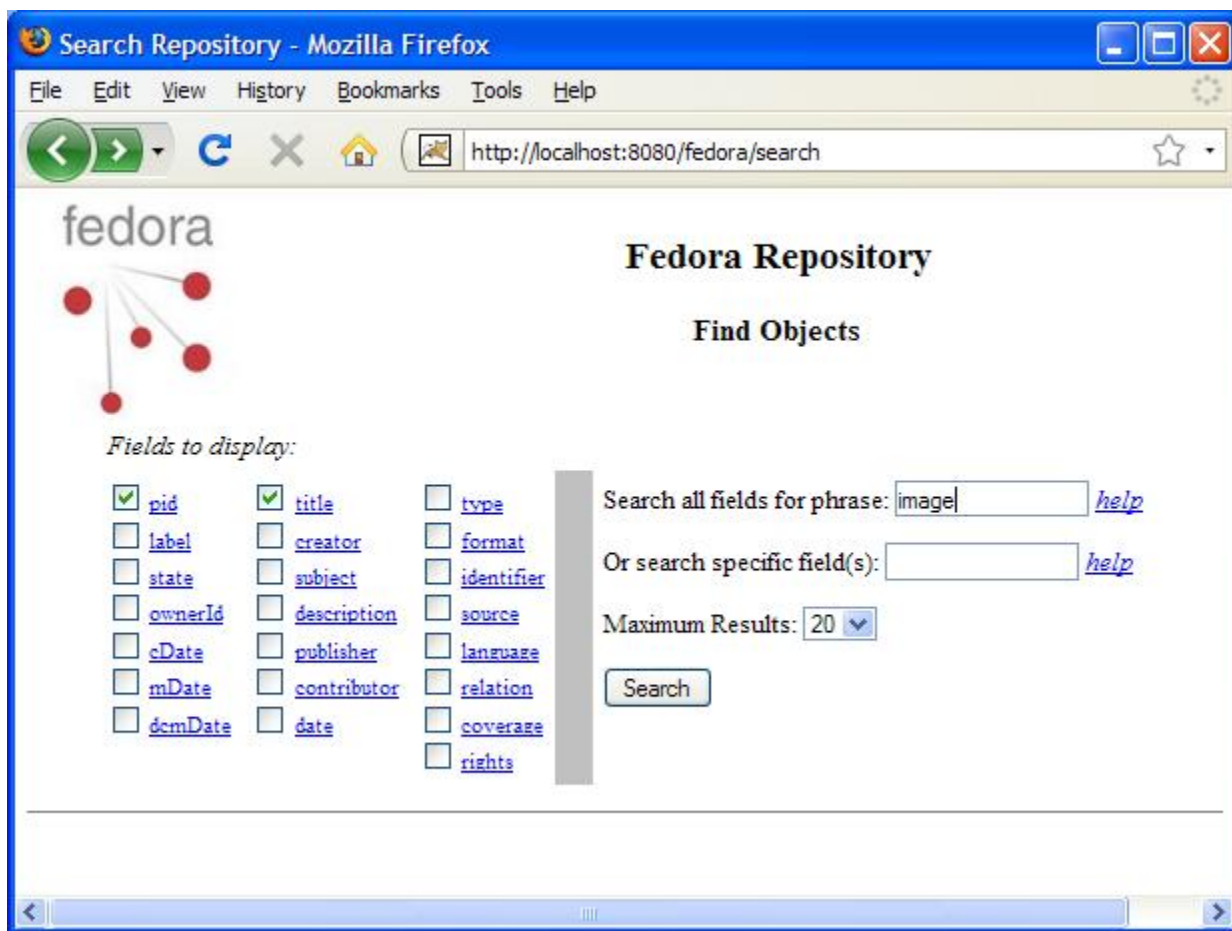 Search Repository - Mozilla Firefox
File Edit View History Bookmarks Tools Help
http://localhost:8080/fedora/search
fedora
Fedora Repository
Find Objects
Fields to display:
pid title type
label creator format
state subject identifier
ownerId description source
cDate publisher language
mDate contributor relation
dcmDate date coverage
rights
Search all fields for phrase: image help
Or search specific field(s): help
Maximum Results: 20
Search